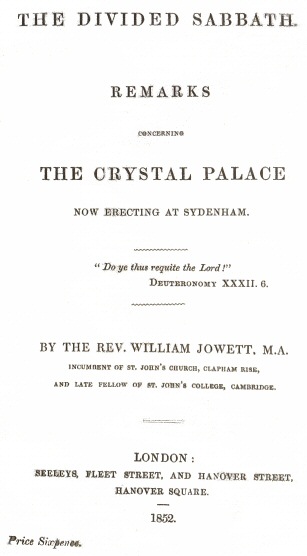 THE DIVIDED SABBATH.
REMARKS
CONCERNING
THE CRYSTAL PALACE
NOW ERECTING AT SYDENHAM.
"Do ye thus requite the Lord!"
DEUTERONOMY XXXII. 6.
BY THE REV. WILLIAM JOWETT, M.A.
INCUMBENT OF ST. JOHN'S CHURCH, CLAPHAM RISE,
AND LATE FELLOW OF ST. JOHN'S COLLEGE, CAMBRIDGE.
LONDON:
SEELEYS, FLEET STREET, AND HANOVER STREET,
HANOVER SQUARE.
1852.
Price Sixpence.